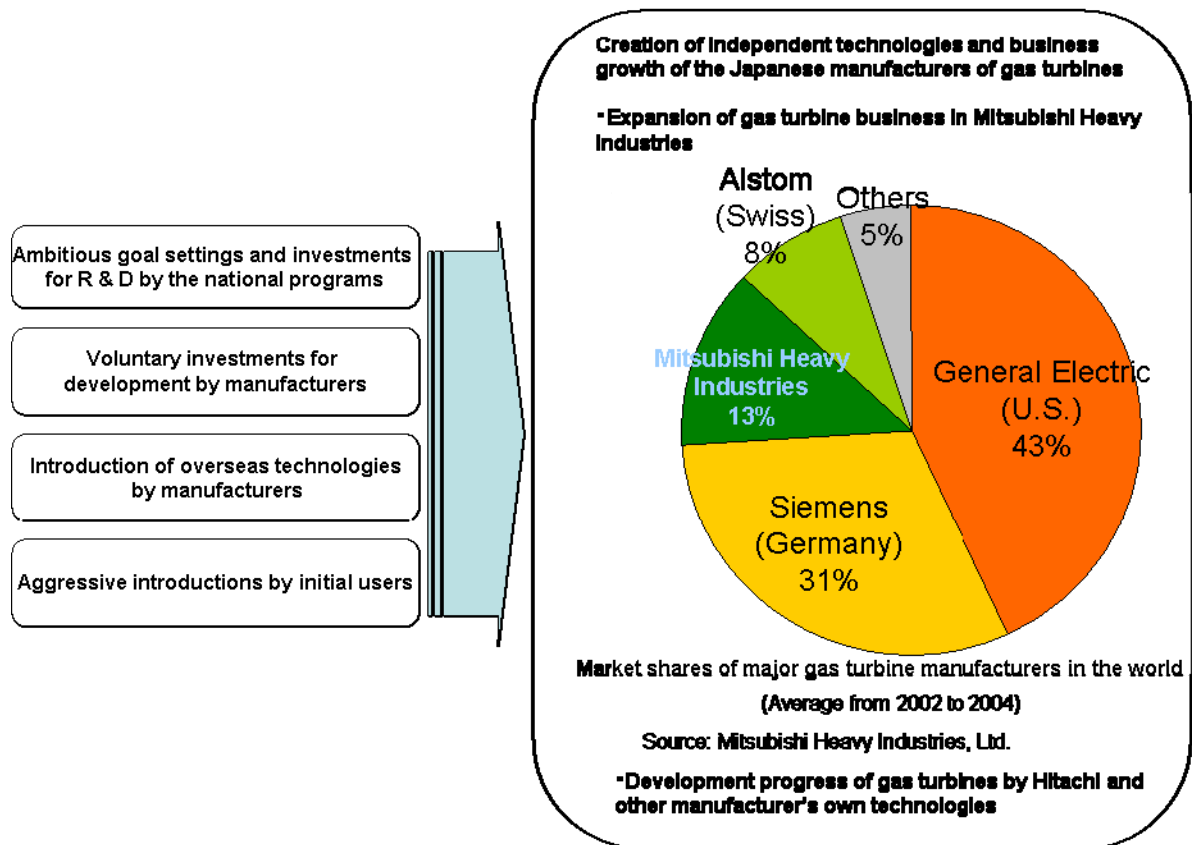 Ambitious goal settings and investments
for R & D by the national programs
Voluntary investments for
development by manufacturers
Introduction of overseas technologies
by manufacturers
Aggressive introductions by initial users
Creation of independent technologies and business
growth of the Japanese manufacturers of gas turbines
･Expansion of gas turbine business in Mitsubishi Heavy
Industries
Alstom
(Swiss)
8%
Others
5%
Mitsubishi Heavy
Industries
13%
General Electric
(U.S.)
43%
Siemens
(Germany)
31%
Market shares of major gas turbine manufacturers in the world
(Average from 2002 to 2004)
Source: Mitsubishi Heavy Industries, Ltd.
･Development progress of gas turbines by Hitachi and
other manufacturer's own technologies